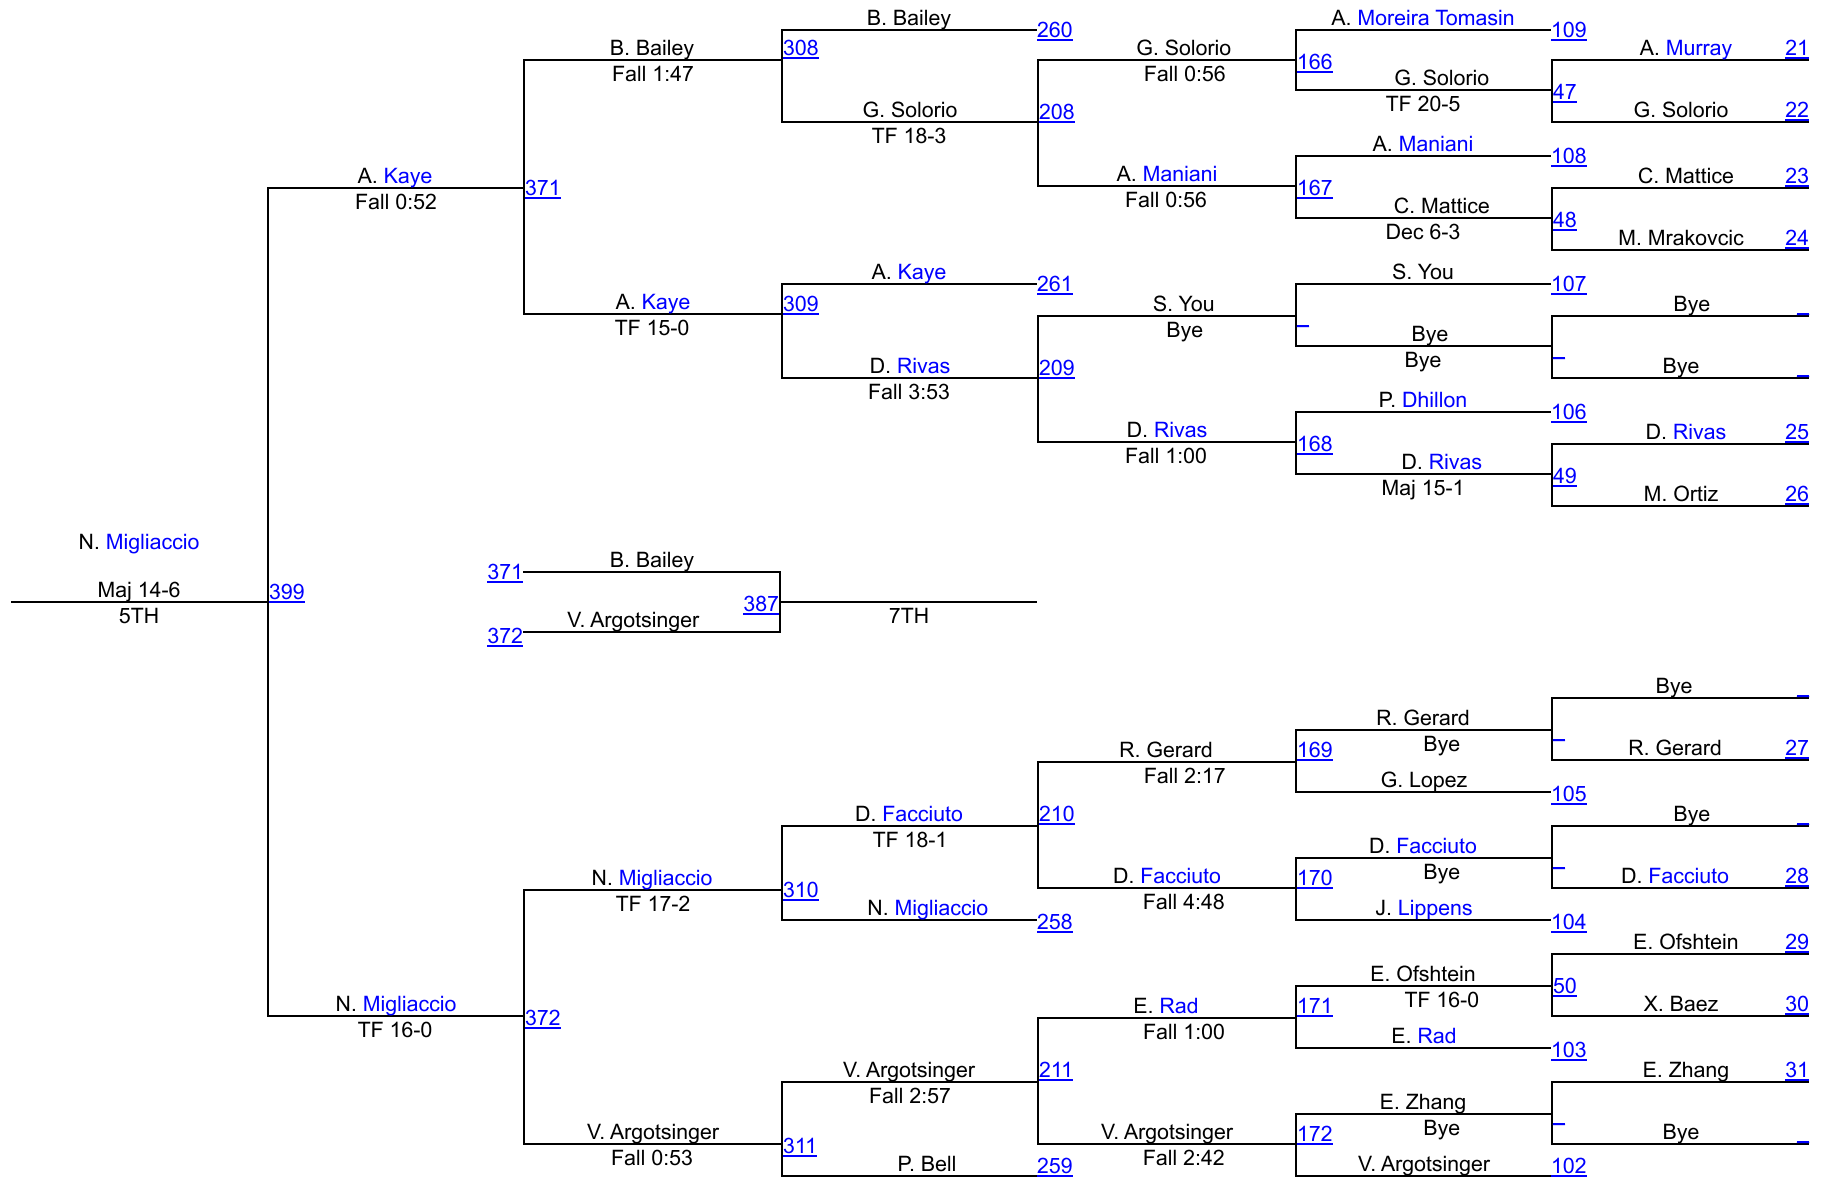 B. Bailey 260
A. Moreira Tomasin 109
B. Bailey 308
Fall 1:47
G. Solorio
Fall 0:56
166
A. Murray 21
G. Solorio
TF 20-5
47
G. Solorio
TF 18-3
208
G. Solorio 22
A. Maniani 108
A. Kaye
Fall 0:52
371
A. Maniani
Fall 0:56
167
C. Mattice 23
C. Mattice
Dec 6-3
48
M. Mrakovcic 24
A. Kaye 261
S. You 107
A. Kaye
TF 15-0
309
S. You
Bye
Bye
Bye
Bye
D. Rivas
Fall 3:53
209
Bye
P. Dhillon 106
D. Rivas
Fall 1:00
168
D. Rivas 25
D. Rivas
Maj 15-1
49
M. Ortiz 26
N. Migliaccio
Maj 14-6
5TH
399
371 B. Bailey
387
7TH
372 V. Argotsinger
Bye
R. Gerard
Bye
R. Gerard
Fall 2:17
169
R. Gerard 27
G. Lopez 105
D. Facciuto
TF 18-1
210
Bye
D. Facciuto
Bye
N. Migliaccio
TF 17-2
310
D. Facciuto
Fall 4:48
170
D. Facciuto 28
N. Migliaccio 258
J. Lippens 104
E. Ofshtein 29
E. Ofshtein
TF 16-0
50
N. Migliaccio
TF 16-0
372
E. Rad
Fall 1:00
171
X. Baez 30
E. Rad 103
V. Argotsinger
Fall 2:57
211
E. Zhang 31
E. Zhang
Bye
V. Argotsinger
Fall 0:53
311
V. Argotsinger
Fall 2:42
172
Bye
P. Bell 259
V. Argotsinger 102